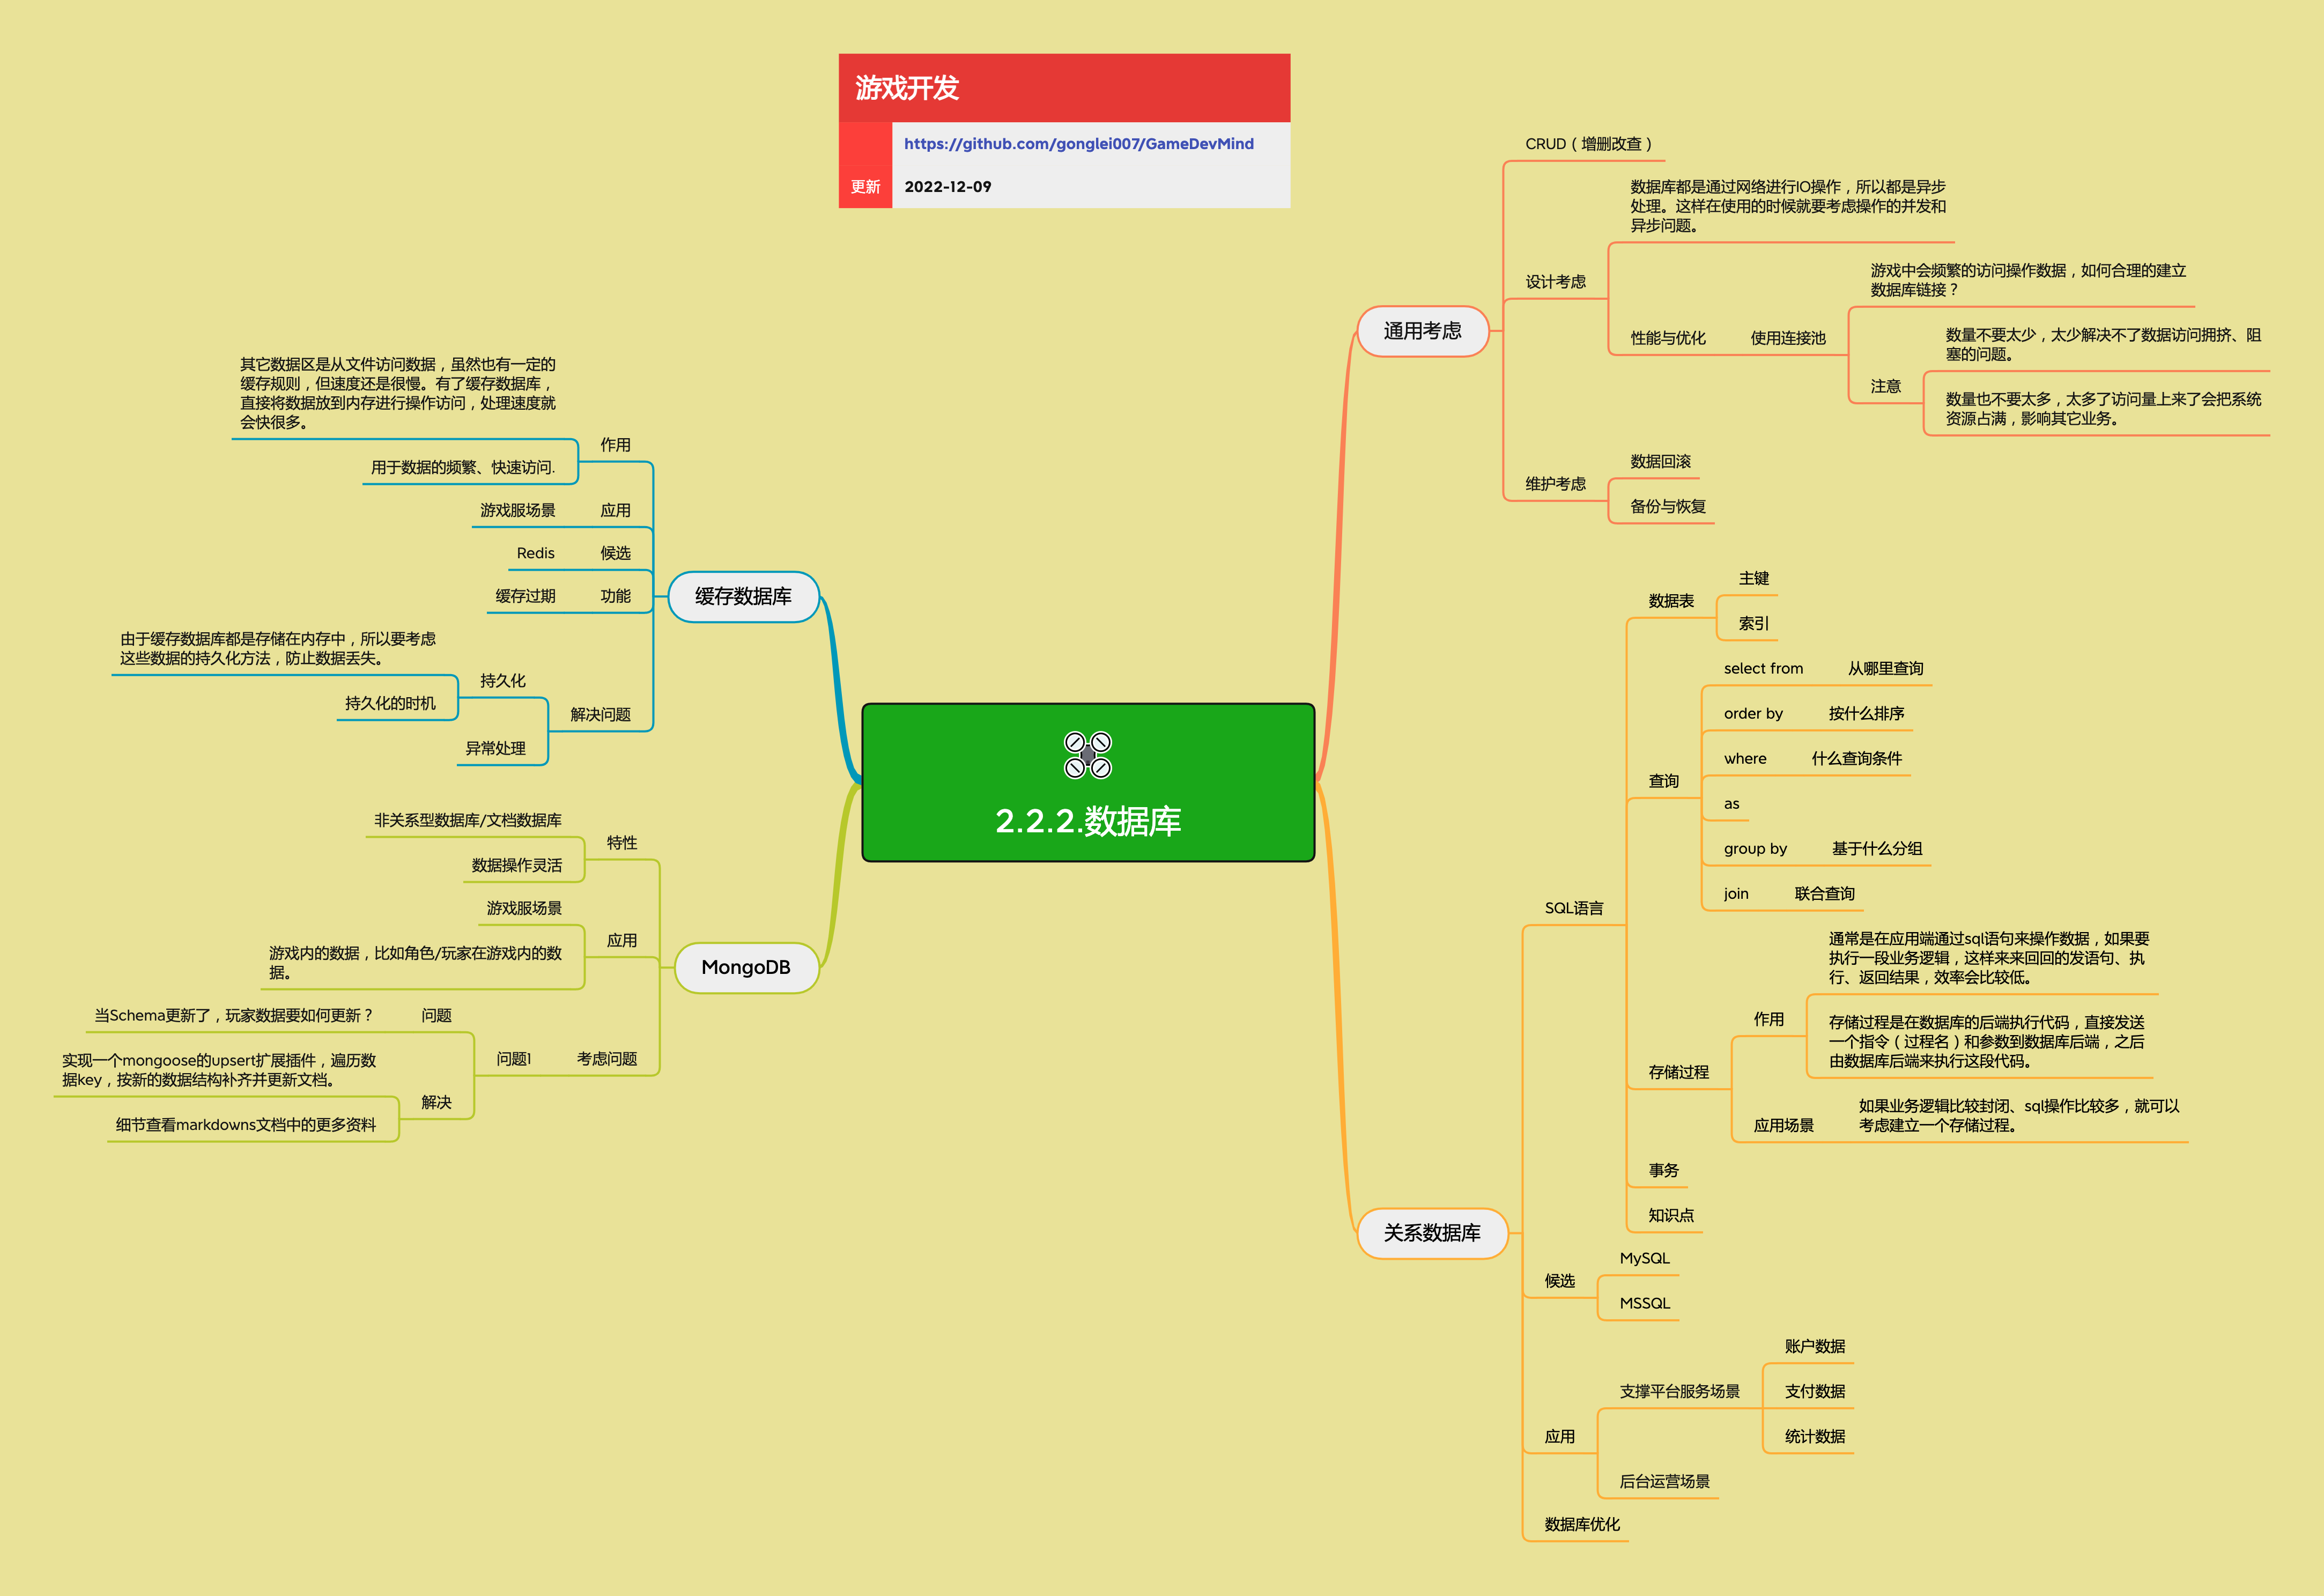 游戏开发
https://github.com/gonglei007/GameDevMind
更新
2022-12-09
2.2.2.数据库
通用考虑
CRUD（增删改查）
设计考虑
数据库都是通过网络进行IO操作，所以都是异步
处理。这样在使用的时候就要考虑操作的并发和
异步问题。
性能与优化
使用连接池
游戏中会频繁的访问操作数据，如何合理的建立
数据库链接？
注意
数量不要太少，太少解决不了数据访问拥挤、阻
塞的问题。
数量也不要太多，太多了访问量上来了会把系统
资源占满，影响其它业务。
维护考虑
数据回滚
备份与恢复
关系数据库
SQL语言
数据表
主键
索引
查询
select from
从哪里查询
order by
按什么排序
where
什么查询条件
as
group by
基于什么分组
join
联合查询
存储过程
作用
通常是在应用端通过sql语句来操作数据，如果要
执行一段业务逻辑，这样来来回回的发语句、执
行、返回结果，效率会比较低。
存储过程是在数据库的后端执行代码，直接发送
一个指令（过程名）和参数到数据库后端，之后
由数据库后端来执行这段代码。
应用场景
如果业务逻辑比较封闭、sql操作比较多，就可以
考虑建立一个存储过程。
事务
知识点
候选
MySQL
MSSQL
应用
支撑平台服务场景
账户数据
支付数据
统计数据
后台运营场景
数据库优化
缓存数据库
作用
其它数据区是从文件访问数据，虽然也有一定的
缓存规则，但速度还是很慢。有了缓存数据库，
直接将数据放到内存进行操作访问，处理速度就
会快很多。
用于数据的频繁、快速访问.
应用
游戏服场景
候选
Redis
功能
缓存过期
解决问题
持久化
由于缓存数据库都是存储在内存中，所以要考虑
这些数据的持久化方法，防止数据丢失。
持久化的时机
异常处理
MongoDB
特性
非关系型数据库/文档数据库
数据操作灵活
应用
游戏服场景
游戏内的数据，比如角色/玩家在游戏内的数
据。
考虑问题
问题1
问题
当Schema更新了，玩家数据要如何更新？
解决
实现一个mongoose的upsert扩展插件，遍历数
据key，按新的数据结构补齐并更新文档。
细节查看markdowns文档中的更多资料